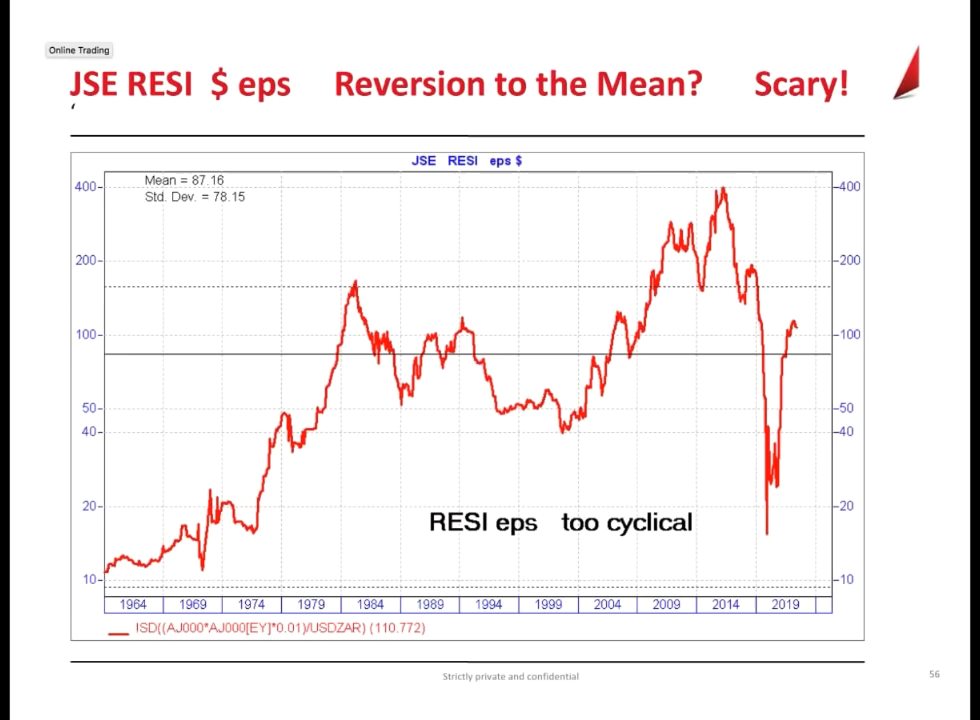 Online Trading
JSE RESI $ eps Reversion to the Mean? Scary!
‘
JSE RESI eps $
Mean = 87.16
Std. Dev. = 78.15
400 400
200 200
100 100
50 50
40 40
20 20
RESI eps too cyclical
10 10
1964 1969 1974 1979 1984 1989 1994 1999 2004 2009 2014 2019
ISD((AJ000*AJ000[EY]*0.01)/USDZAR) (110.772)
Strictly private and confidential
56